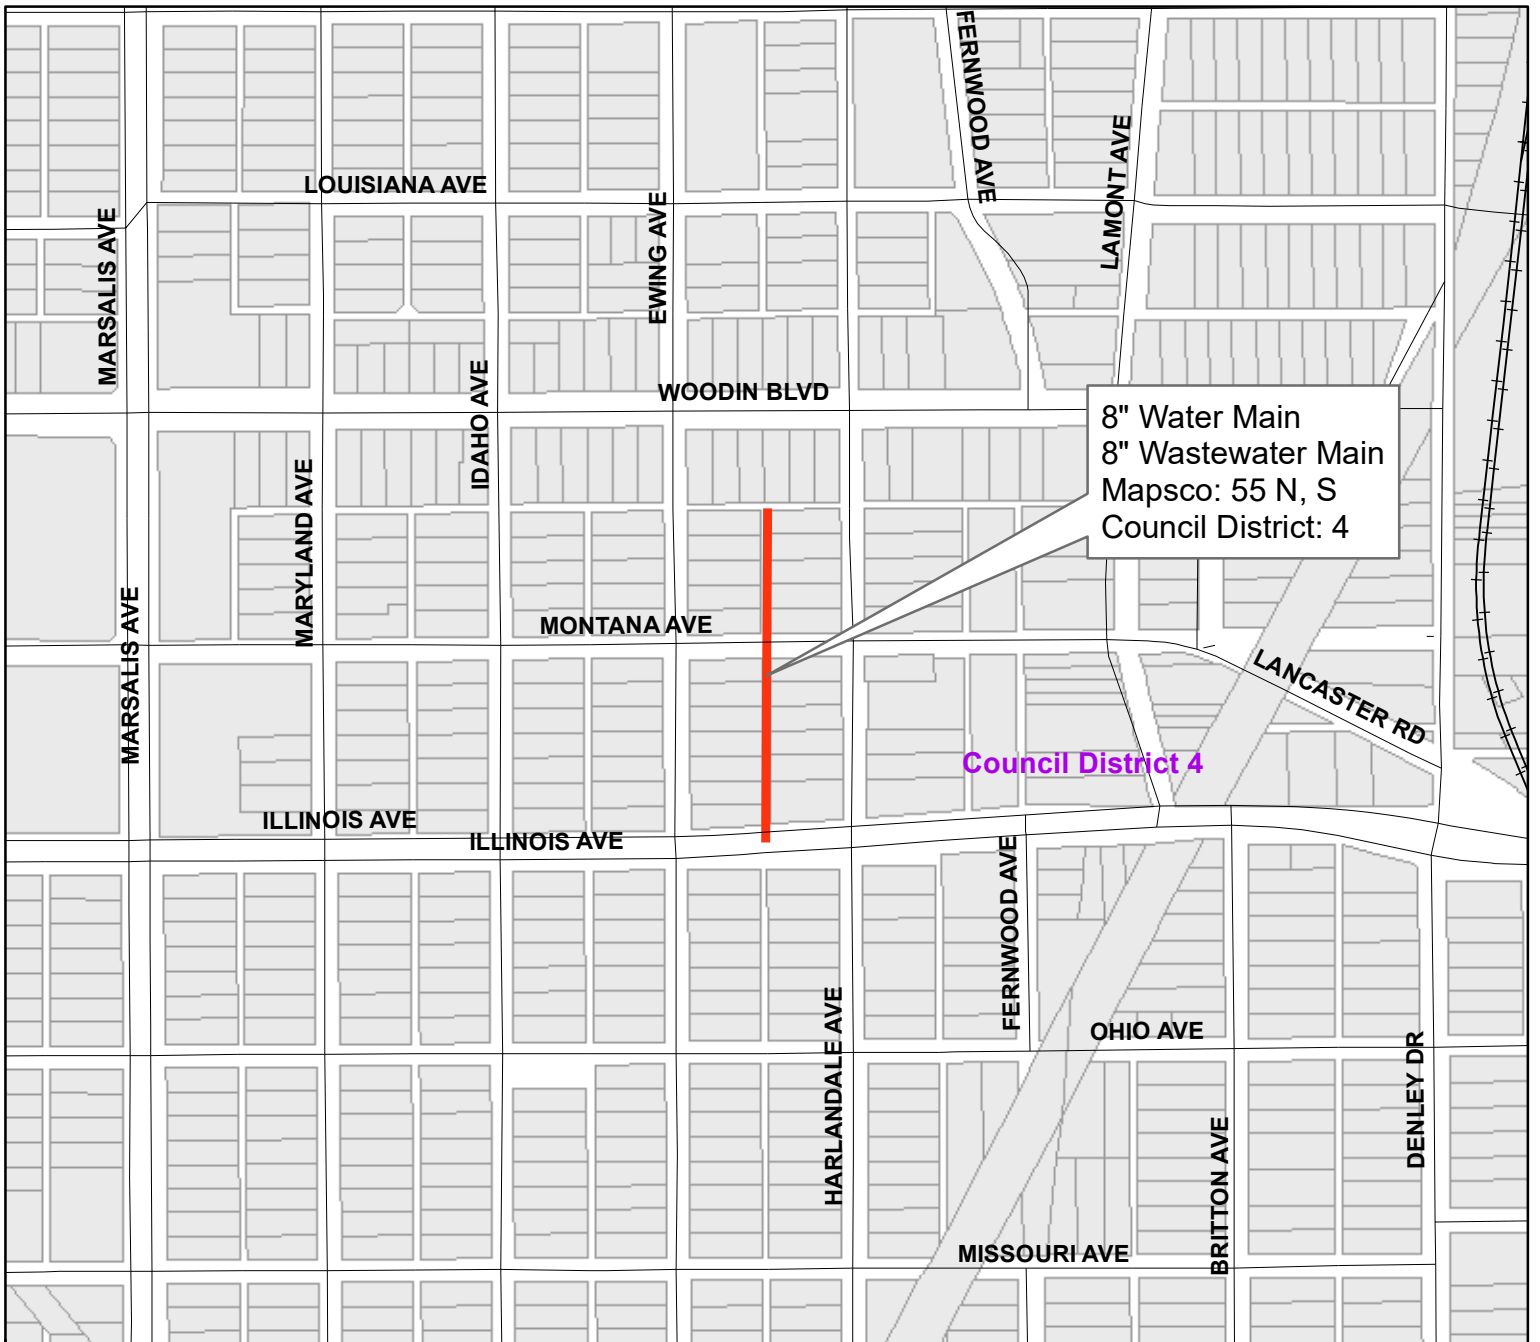 FERNWOOD AVE
LAMONT AVE
LOUISIANA AVE
MARSALIS AVE
EWING AVE
WOODIN BLVD
IDAHO AVE
8" Water Main
8" Wastewater Main
Mapsco: 55 N, S
Council District: 4
MARYLAND AVE
MONTANA AVE
MARSALIS AVE
LANCASTER RD
Council District 4
ILLINOIS AVE
ILLINOIS AVE
FERNWOOD AVE
HARLANDALE AVE
OHIO AVE
DENLEY DR
BRITTON AVE
MISSOURI AVE